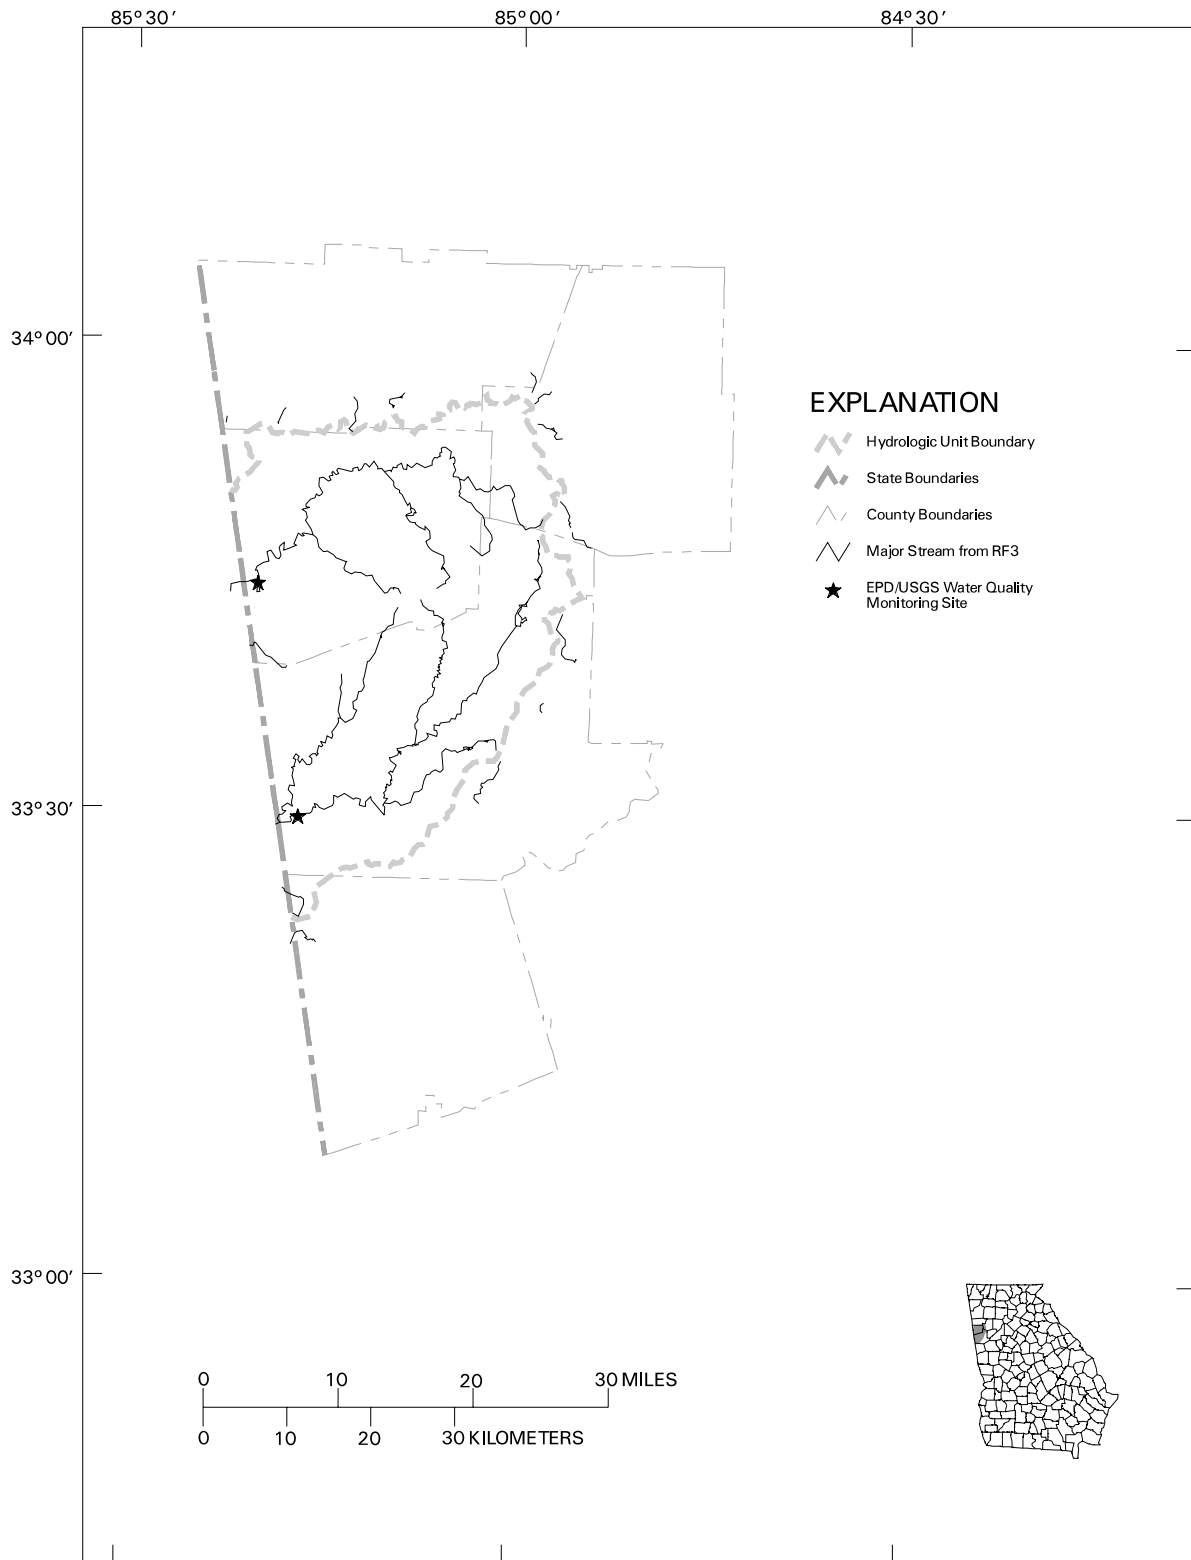 85°30′
85°00′
84°30′
34°00′
EXPLANATION
Hydrologic Unit Boundary
State Boundaries
County Boundaries
Major Stream from RF3
EPD/USGS Water Quality
Monitoring Site
33°30′
33°00′
0 10 20 30 MILES
0 10 20 30 KILOMETERS